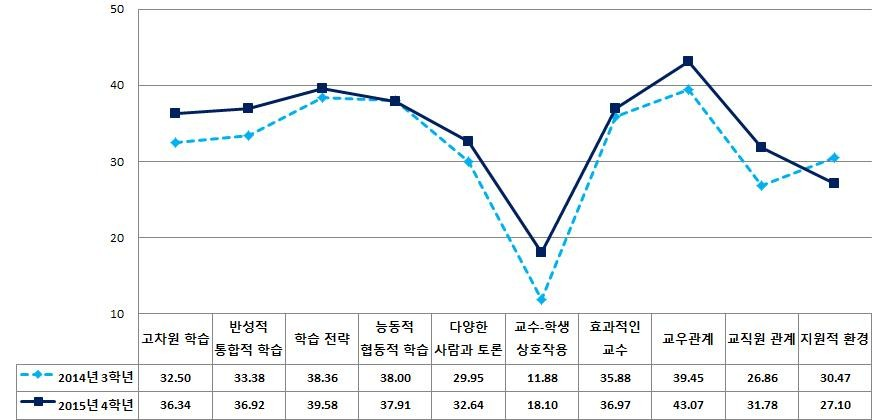 50
40
30
20
10
고차원 학습 반성적 통합적 학습 학습 전략 능동적 협동적 학습 다양한 사람과 토론 교수-학생 상호작용 효과적인 교수 교우관계 교직원 관계 지원적 환경
2014년 3학년 32.50 33.38 38.36 38.00 29.95 11.88 35.88 39.45 26.86 30.47
2015년 4학년 36.34 36.92 39.58 37.91 32.64 18.10 36.97 43.07 31.78 27.10